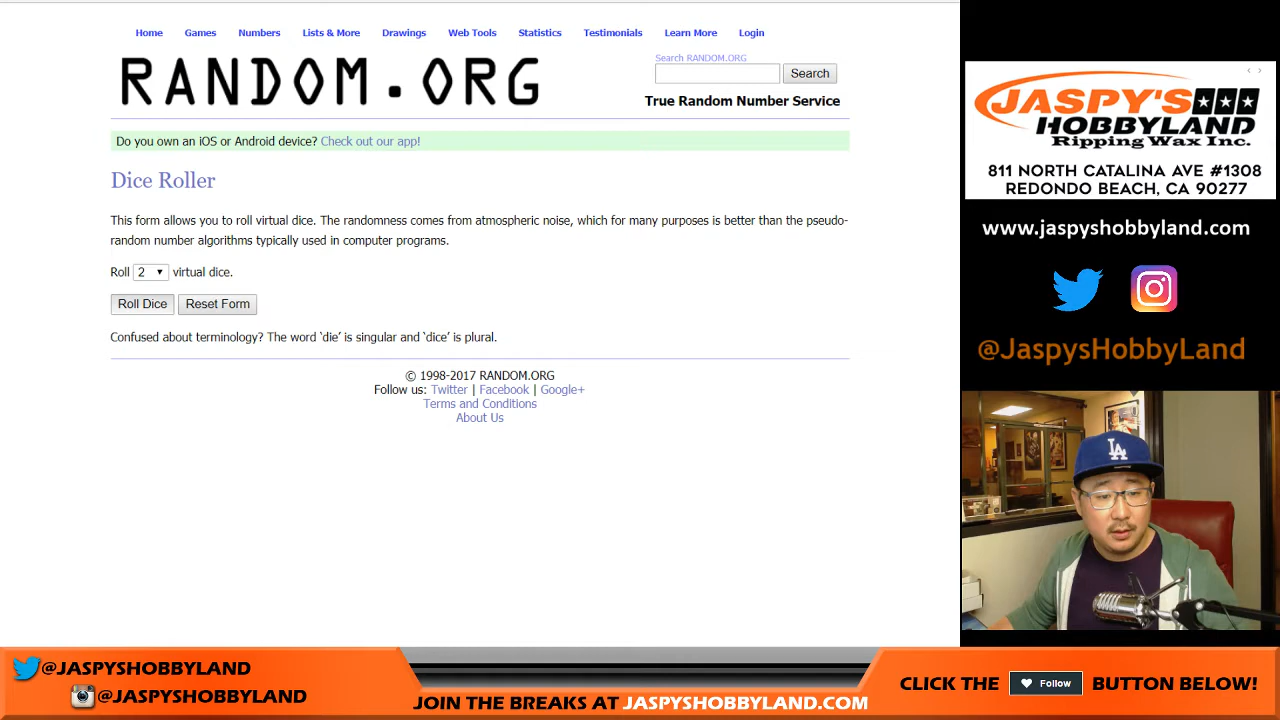 Home Games Numbers Lists & More Drawings Web Tools Statistics Testimonials Learn More Login
RANDOM.ORG
Search RANDOM.ORG
Search
True Random Number Service
Do you own an iOS or Android device? Check out our app!
Dice Roller
This form allows you to roll virtual dice. The randomness comes from atmospheric noise, which for many purposes is better than the pseudo-
random number algorithms typically used in computer programs.
Roll 2 virtual dice.
Roll Dice Reset Form
Confused about terminology? The word ‘die’ is singular and ‘dice’ is plural.
© 1998-2017 RANDOM.ORG
Follow us: Twitter | Facebook | Google+
Terms and Conditions
About Us
JASPY'S
HOBBYLAND
Ripping Wax Inc.
811 NORTH CATALINA AVE #1308
REDONDO BEACH, CA 90277
www.jaspyshobbyland.com
@JaspysHobbyLand
LA
@JASPYSHOBBYLAND
@JASPYSHOBBYLAND
JOIN THE BREAKS AT JASPYSHOBBYLAND.COM
CLICK THE Follow BUTTON BELOW!